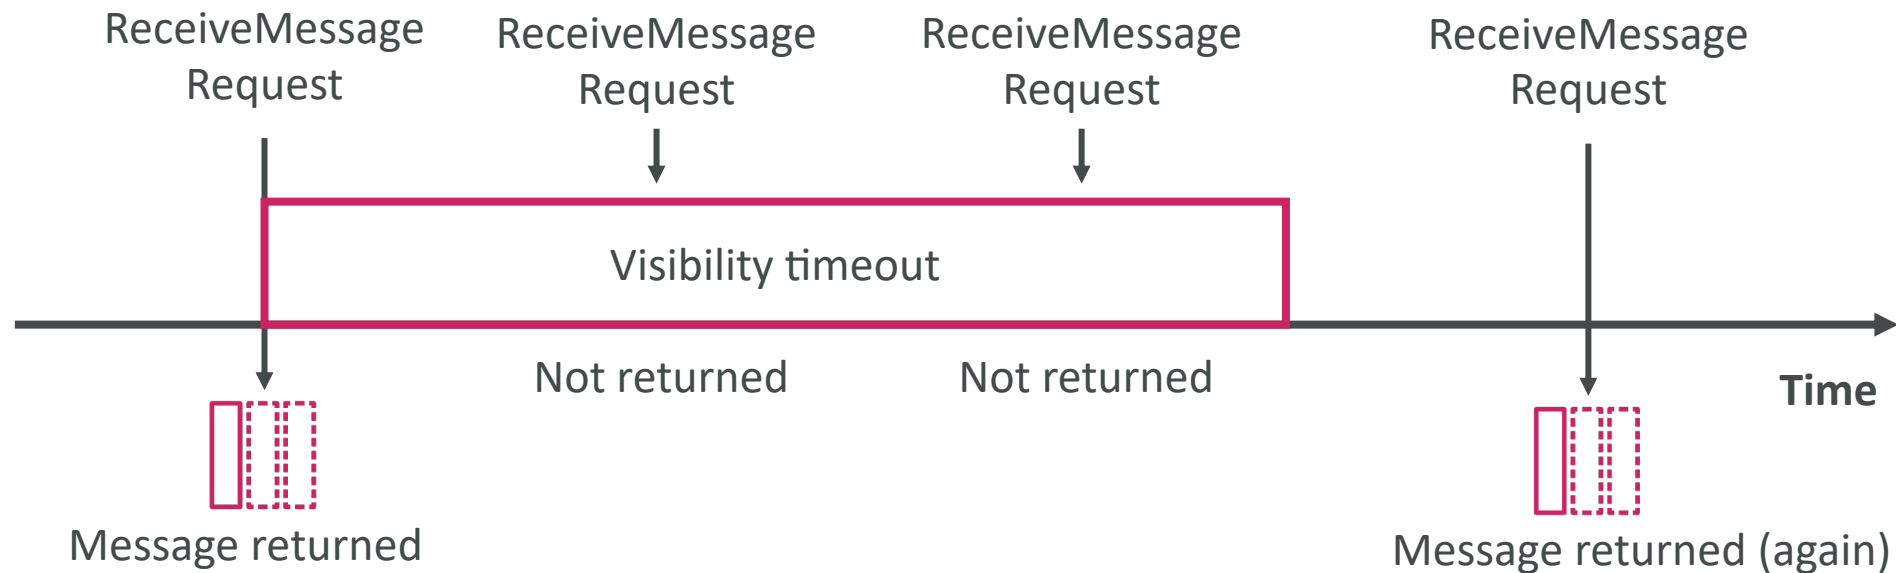 ReceiveMessage
Request
ReceiveMessage
Request
ReceiveMessage
Request
ReceiveMessage
Request
Visibility timeout
Not returned
Not returned
Time
Message returned
Message returned (again)